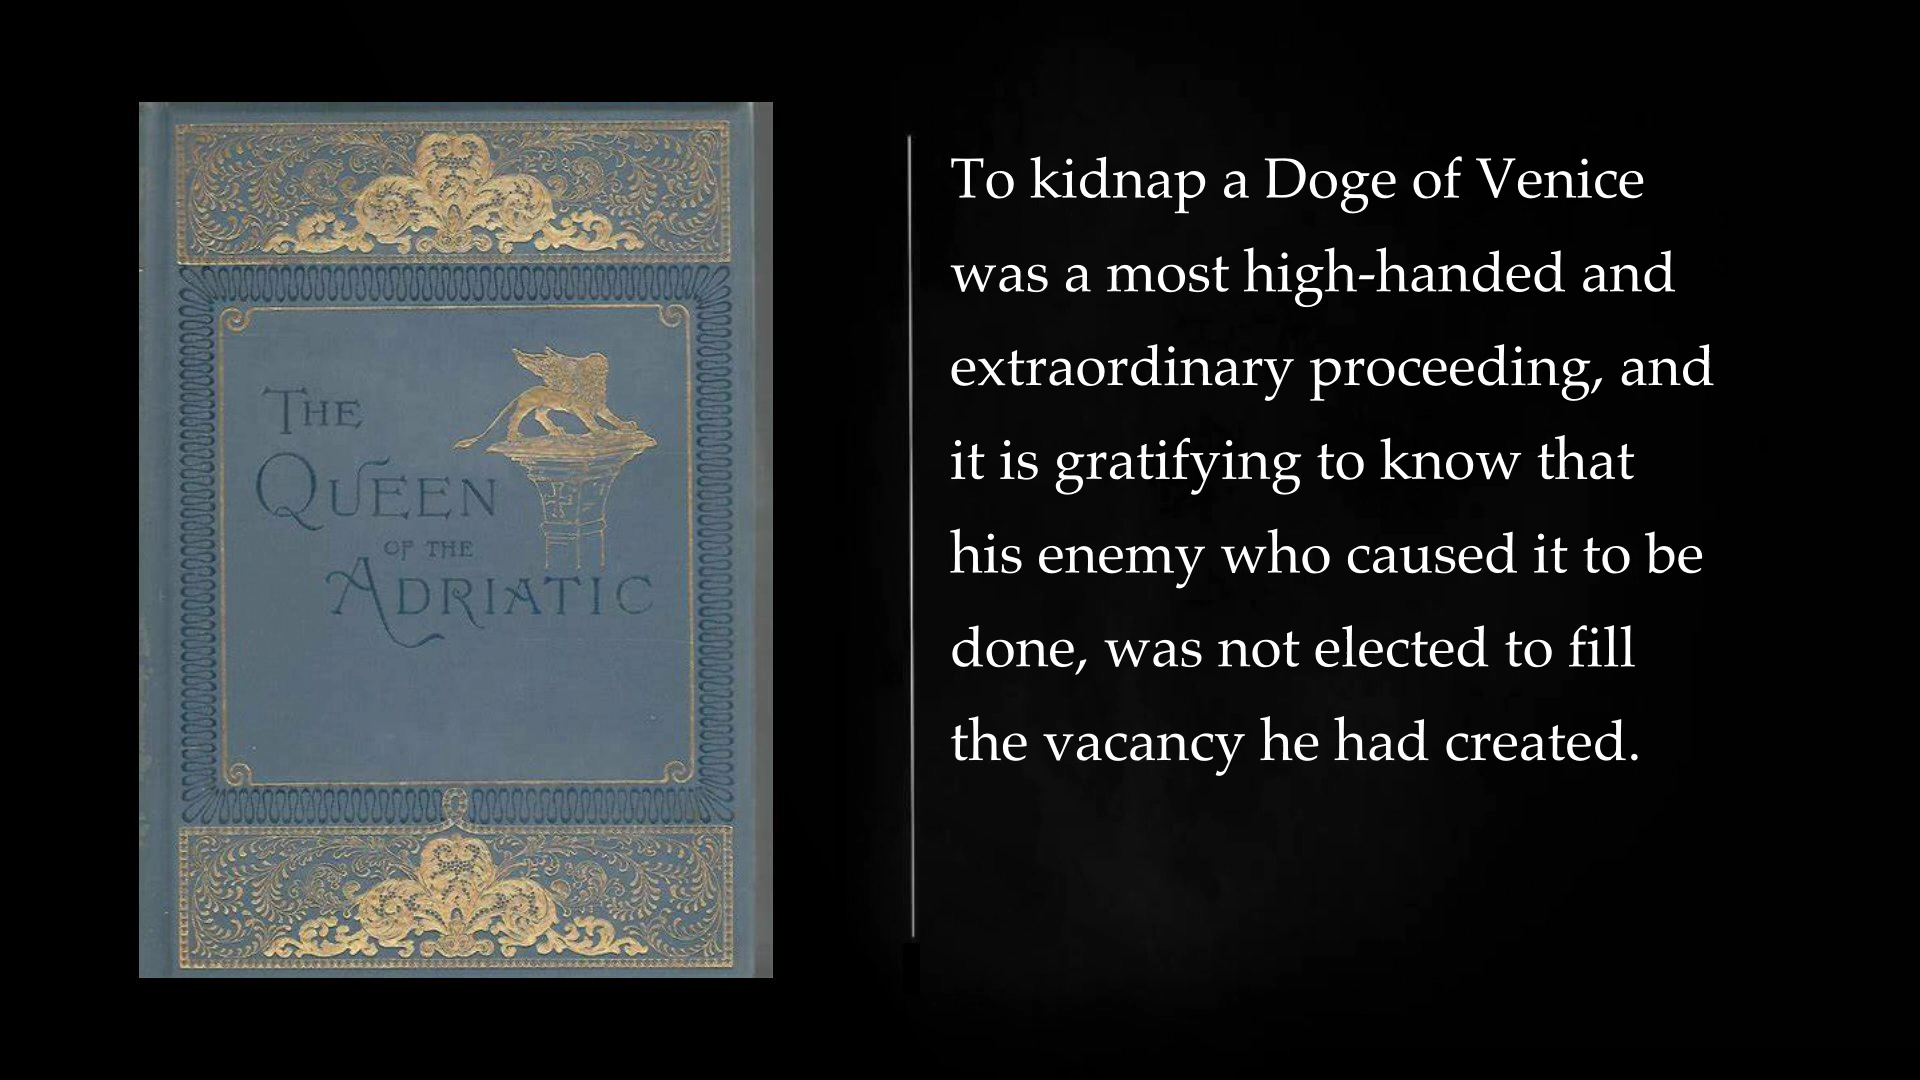 The
Queen
of the
Adriatic
To kidnap a Doge of Venice
was a most high-handed and
extraordinary proceeding, and
it is gratifying to know that
his enemy who caused it to be
done, was not elected to fill
the vacancy he had created.